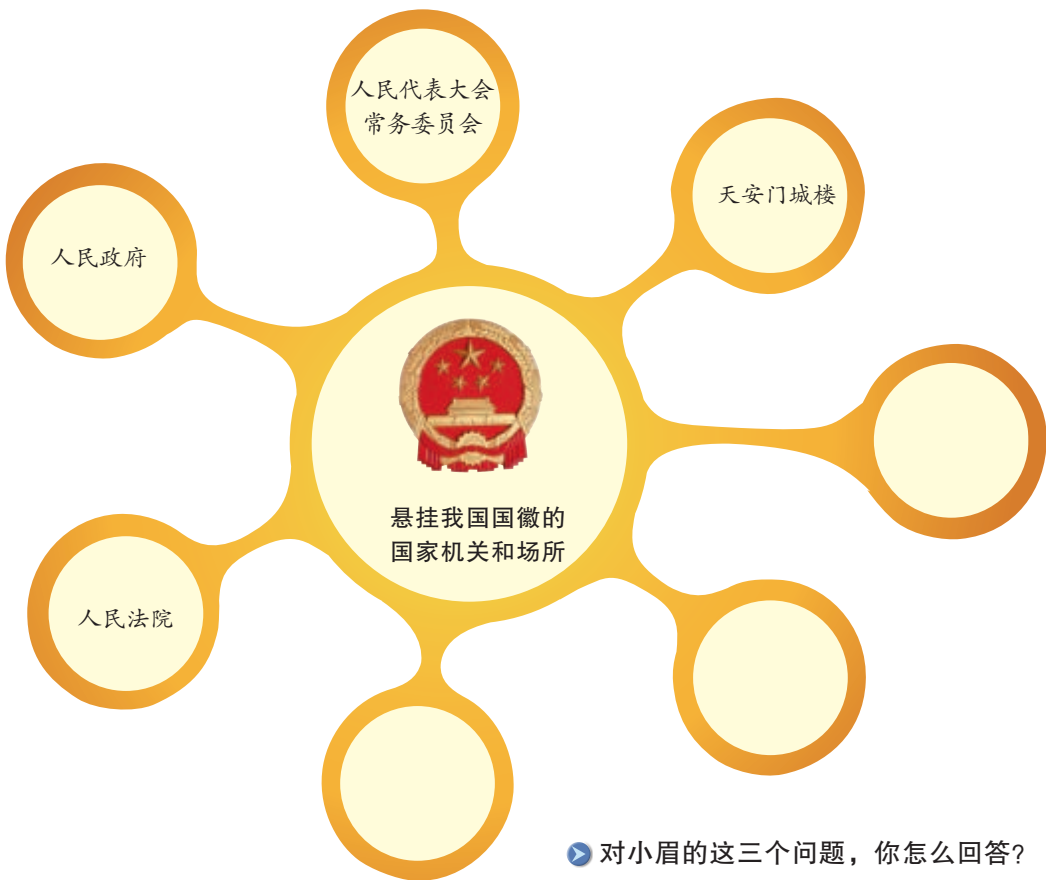 人民代表大会
常务委员会
天安门城楼
人民政府
悬挂我国国徽的
国家机关和场所
人民法院
对小眉的这三个问题，你怎么回答？